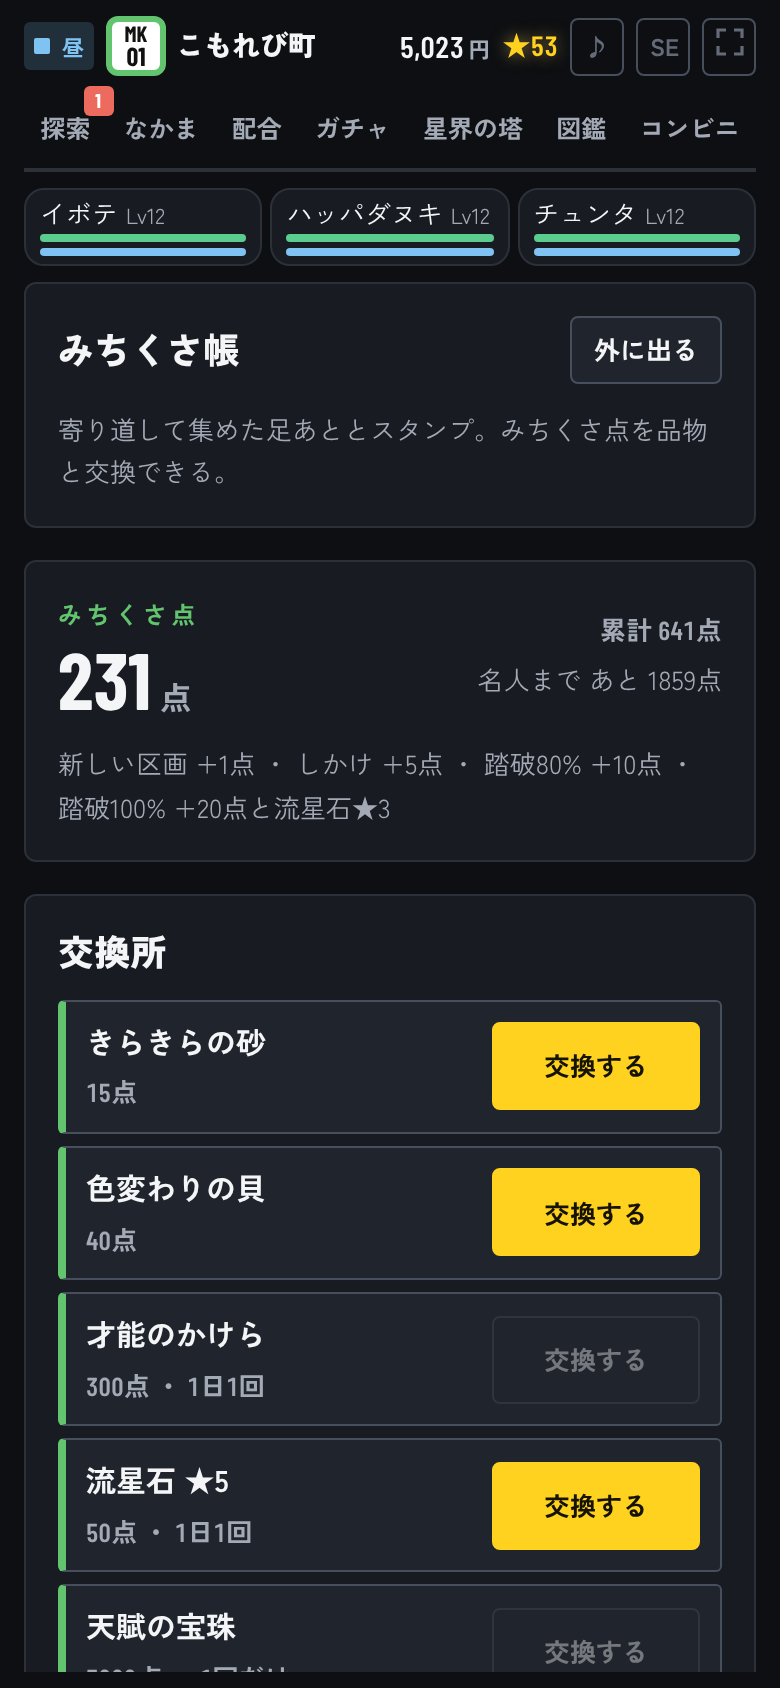 昼 MK 01 こもれび町 5,023 円 ★53 ♪ SE
1
探索 なかま 配合 ガチャ 星界の塔 図鑑 コンビニ
イボテ Lv12 ハッパダヌキ Lv12 チュンタ Lv12
みちくさ帳 外に出る
寄り道して集めた足あととスタンプ。みちくさ点を品物
と交換できる。
みちくさ点
累計 641点
231 点
名人まで あと 1859点
新しい区画 +1点 ・ しかけ +5点 ・ 踏破80% +10点 ・
踏破100% +20点と流星石★3
交換所
きらきらの砂
15点
交換する
色変わりの貝
40点
交換する
才能のかけら
300点 ・ 1日1回
交換する
流星石 ★5
50点 ・ 1日1回
交換する
天賦の宝珠
交換する